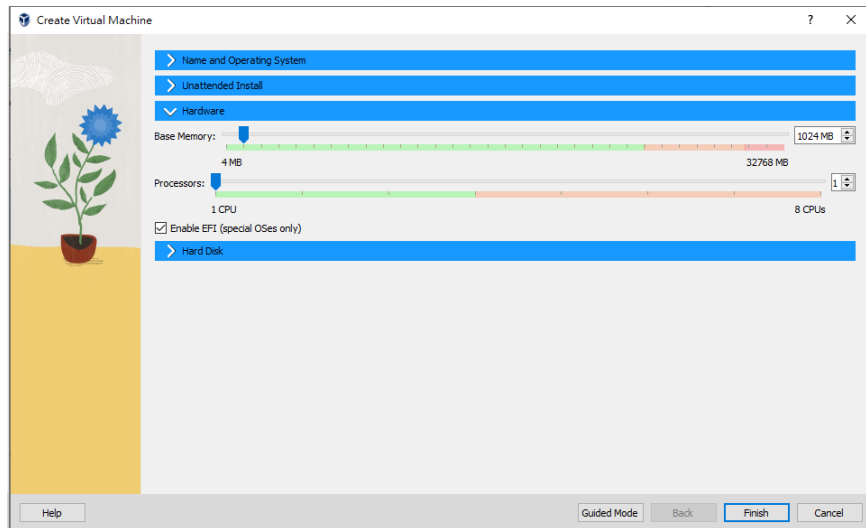 Create Virtual Machine
Name and Operating System
Unattended Install
Hardware
Base Memory: 1024 MB
4 MB 32768 MB
Processors: 1
1 CPU 8 CPUs
Enable EFI (special OSes only)
Hard Disk
Help Guided Mode Back Finish Cancel